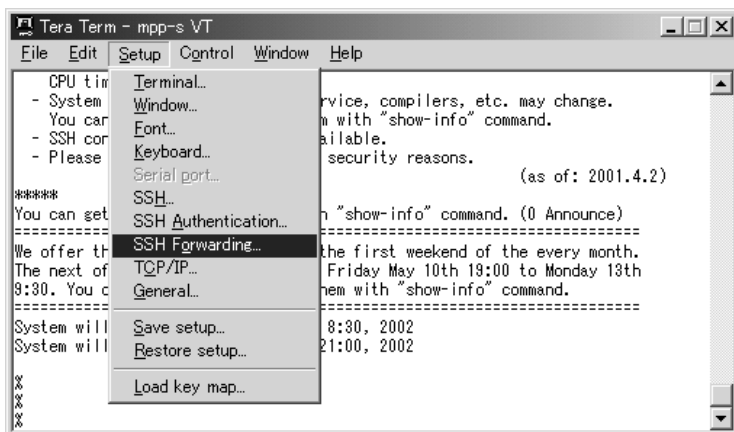 Tera Term - mpp-s VT
File Edit Setup Control Window Help
CPU tim
- System
You can
- SSH con
- Please
*****
You can get
We offer th
The next of
9:30. You c
System will
System will
%
%
%
Terminal...
Window...
Font...
Keyboard...
Serial port...
SSH...
SSH Authentication...
SSH Forwarding...
TCP/IP...
General...
Save setup...
Restore setup...
Load key map...
rvice, compilers, etc. may change.
m with "show-info" command.
ailable.
security reasons.
(as of: 2001.4.2)
n "show-info" command. (0 Announce)
the first weekend of the every month.
Friday May 10th 19:00 to Monday 13th
hem with "show-info" command.
8:30, 2002
21:00, 2002